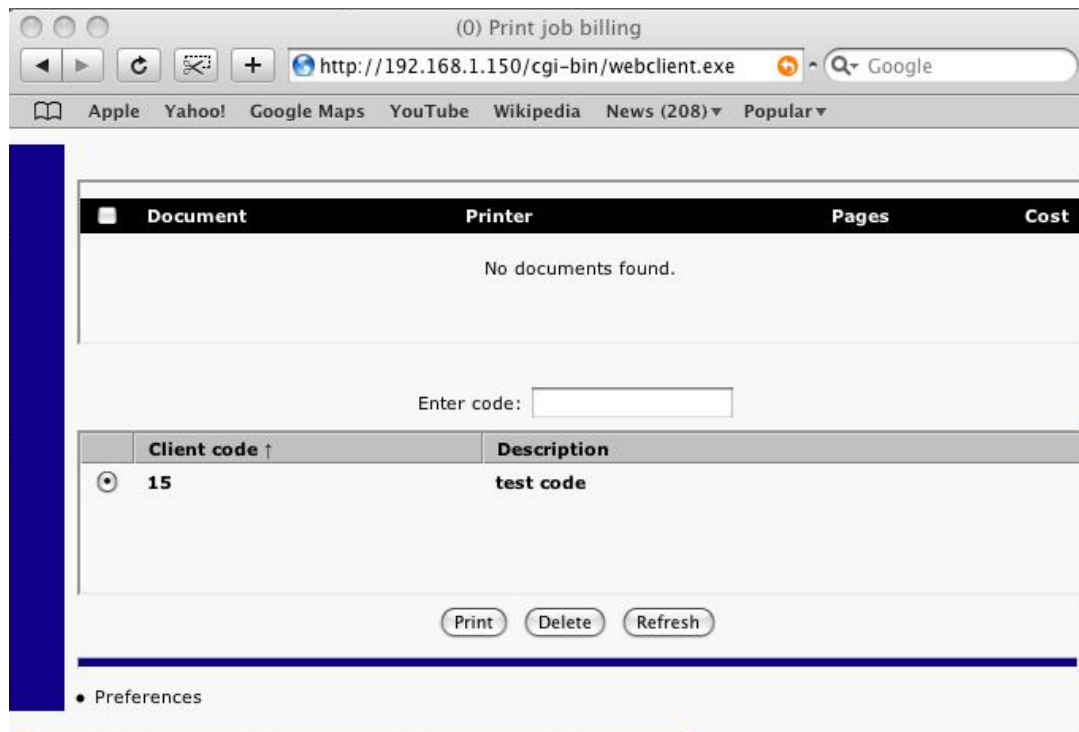 (0) Print job billing
http://192.168.1.150/cgi-bin/webclient.exe Google
Apple Yahoo! Google Maps YouTube Wikipedia News (208)▾ Popular▾
Document Printer Pages Cost
No documents found.
Enter code:
Client code ↑ Description
15 test code
Print Delete Refresh
• Preferences